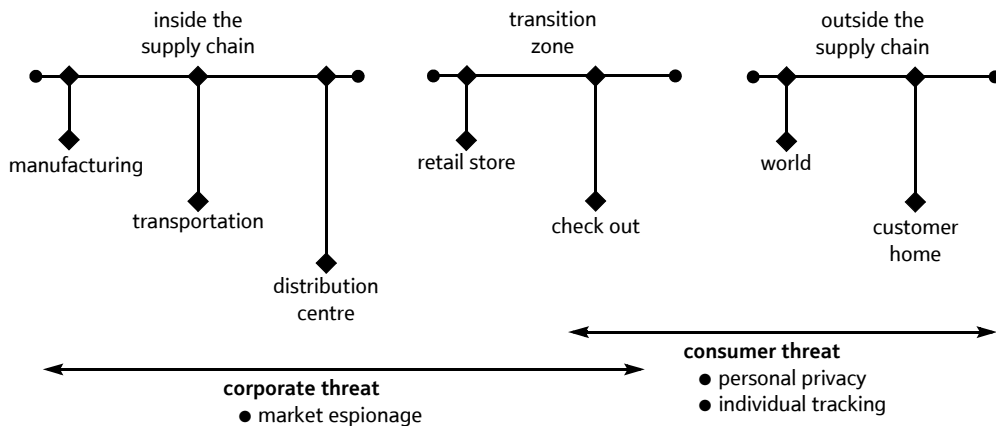 inside the
supply chain
transition
zone
outside the
supply chain
manufacturing
transportation
distribution
centre
retail store
check out
world
customer
home
corporate threat
● market espionage
consumer threat
● personal privacy
● individual tracking